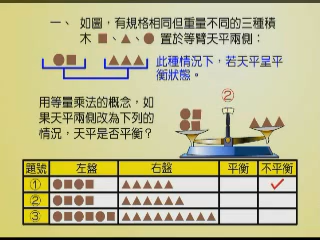 一、 如圖，有規格相同但重量不同的三種積
木 ■、▲、● 置於等臂天平兩側：
此種情況下，若天平呈平
衡狀態。
用等量乘法的概念，如
果天平兩側改為下列的
情況，天平是否平衡？
②
題號 左盤 右盤 平衡 不平衡
① ●■●■ ▲▲▲▲▲ ✓
② ●■●■ ▲▲▲▲▲▲
③ ●■●■●■ ▲▲▲▲▲▲▲▲▲